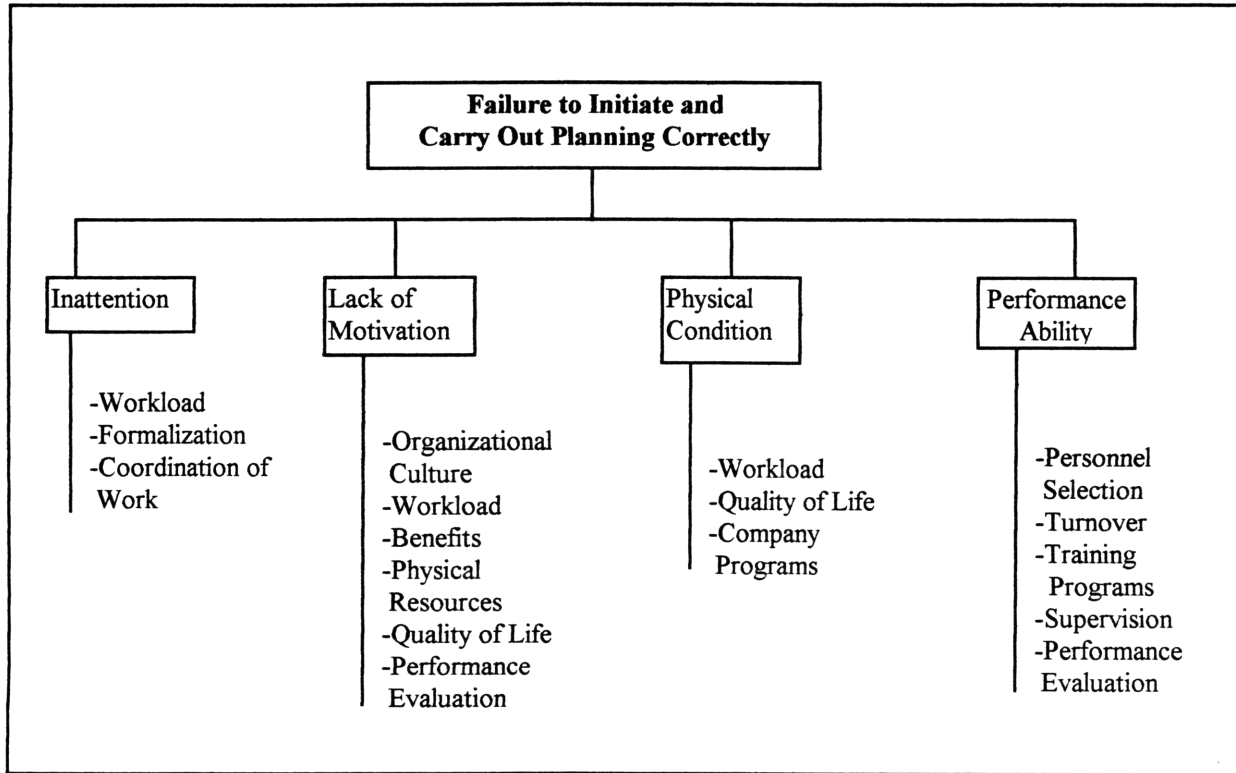 Failure to Initiate and
Carry Out Planning Correctly
Inattention
-Workload
-Formalization
-Coordination of
Work
Lack of
Motivation
-Organizational
Culture
-Workload
-Benefits
-Physical
Resources
-Quality of Life
-Performance
Evaluation
Physical
Condition
-Workload
-Quality of Life
-Company
Programs
Performance
Ability
-Personnel
Selection
-Turnover
-Training
Programs
-Supervision
-Performance
Evaluation